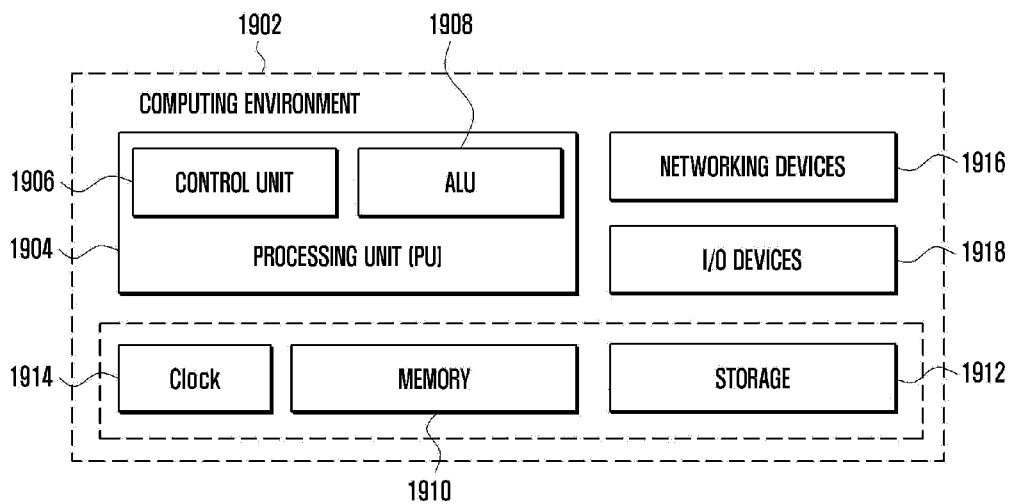 1902
1908
COMPUTING ENVIRONMENT
1906
CONTROL UNIT
ALU
NETWORKING DEVICES
1916
1904
PROCESSING UNIT (PU)
I/O DEVICES
1918
1914
Clock
MEMORY
STORAGE
1912
1910